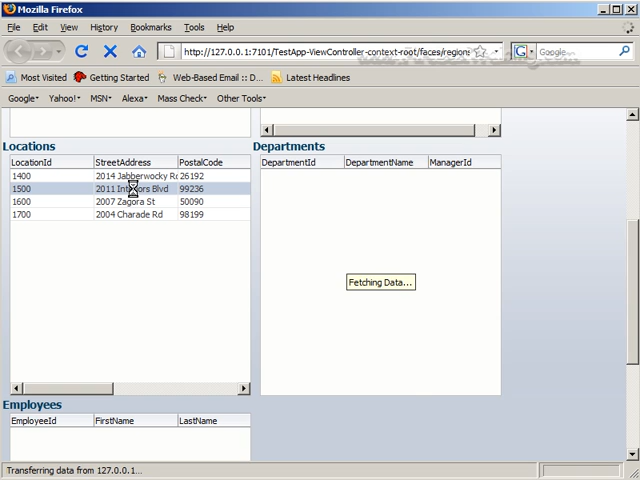 Mozilla Firefox
File Edit View History Bookmarks Tools Help
http://127.0.0.1:7101/TestApp-ViewController-context-root/faces/regions
Google
Most Visited Getting Started Web-Based Email :: D... Latest Headlines
Google Yahoo! MSN Alexa Mass Check Other Tools
Locations
LocationId StreetAddress PostalCode
1400 2014 Jabberwocky Rd 26192
1500 2011 Interiors Blvd 99236
1600 2007 Zagora St 50090
1700 2004 Charade Rd 98199
Departments
DepartmentId DepartmentName ManagerId
Fetching Data...
Employees
EmployeeId FirstName LastName
Transferring data from 127.0.0.1...